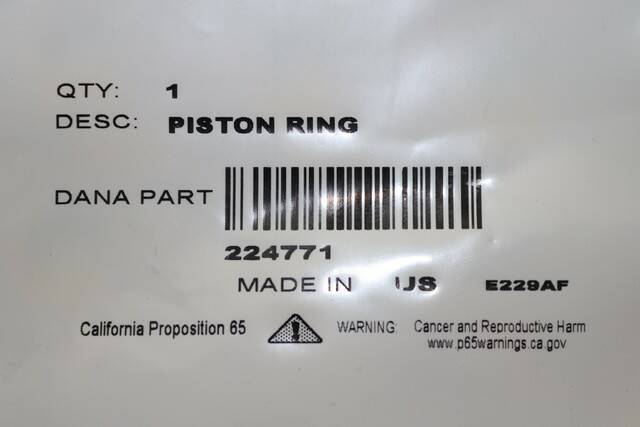 QTY: 1
DESC: PISTON RING
DANA PART
224771
MADE IN US E229AF
California Proposition 65 WARNING: Cancer and Reproductive Harm
www.p65warnings.ca.gov